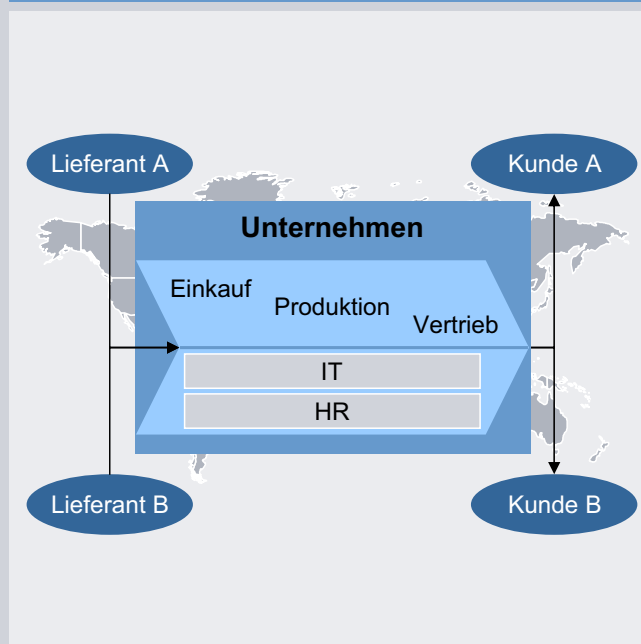 Lieferant A
Kunde A
Unternehmen
Einkauf
Produktion
Vertrieb
IT
HR
Lieferant B
Kunde B